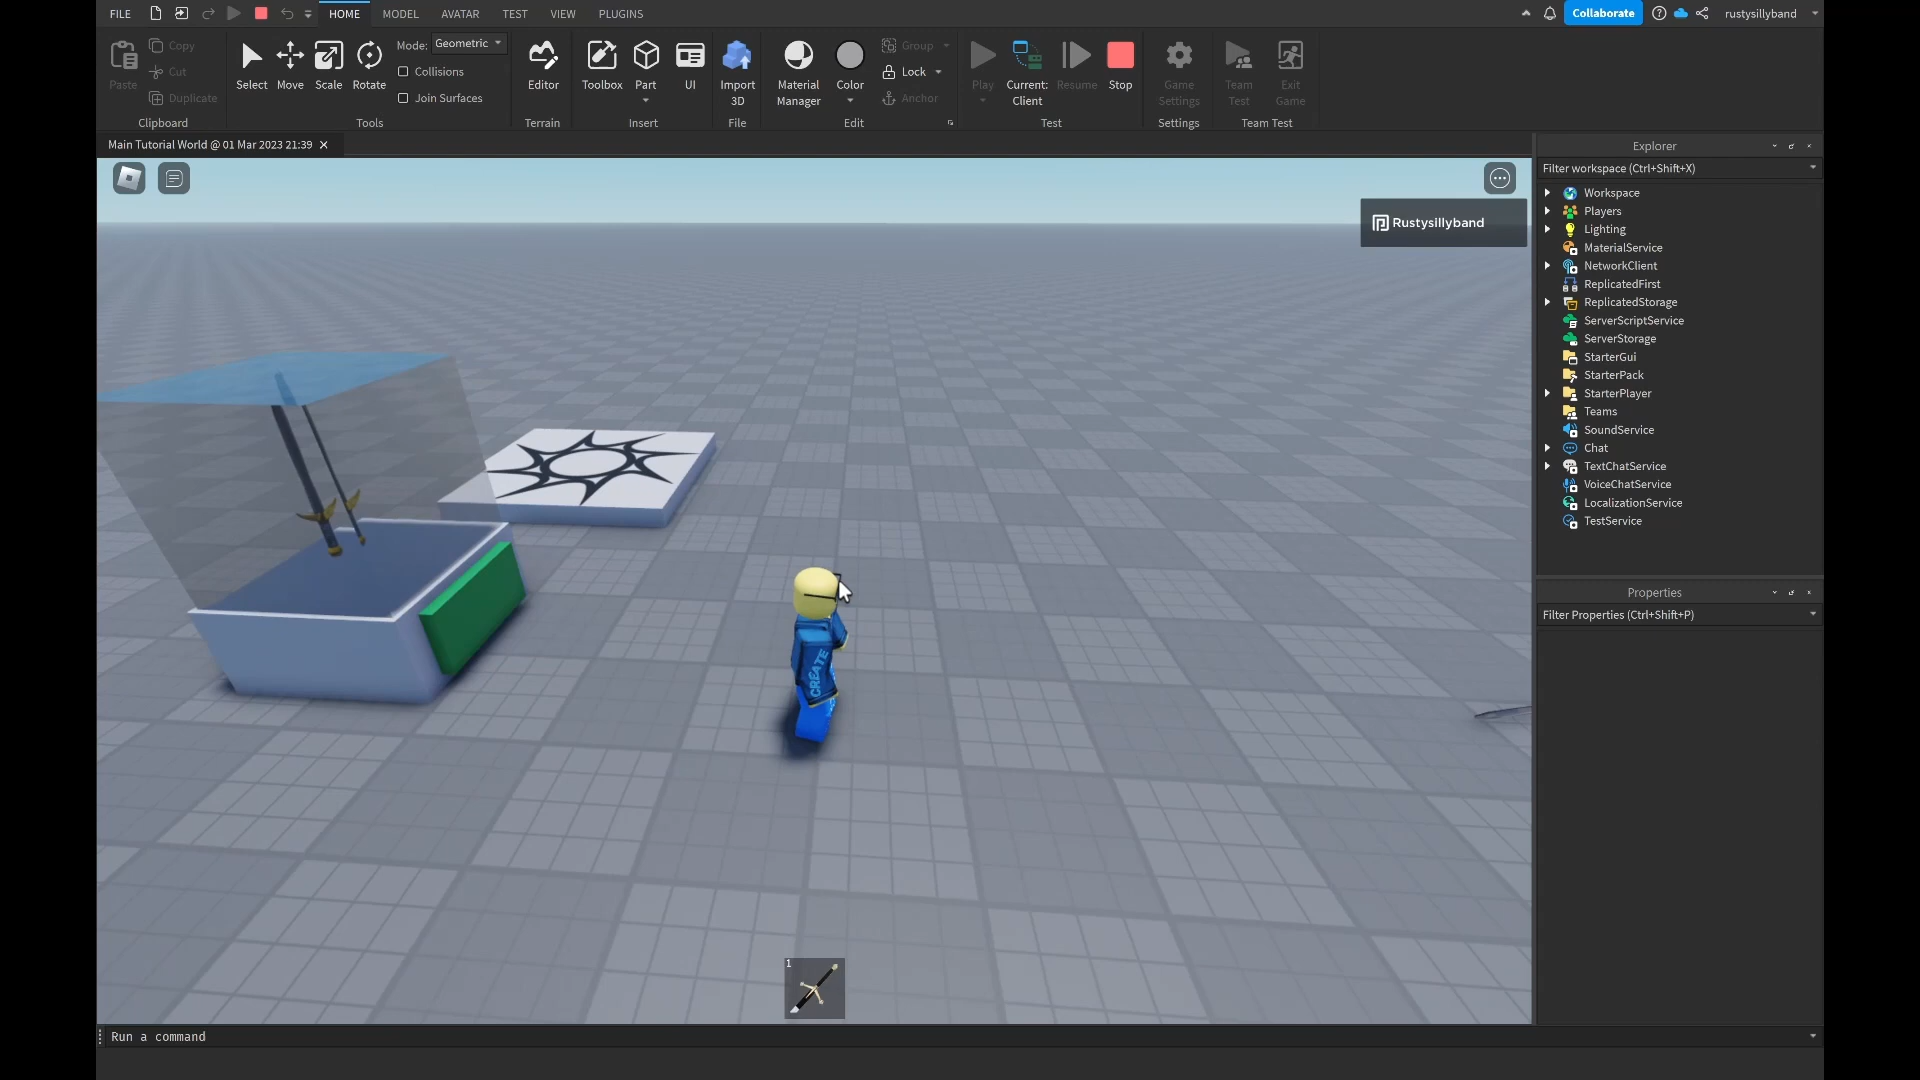 FILE HOME MODEL AVATAR TEST VIEW PLUGINS Collaborate rustysillyband
Paste Copy Cut Duplicate Clipboard
Select Move Scale Rotate Mode: Geometric Collisions Join Surfaces Tools
Editor Terrain
Toolbox Part UI Insert
Import 3D File
Material Manager Color Group Lock Anchor Edit
Play Current: Client Resume Stop Test
Game Settings Settings
Team Test Exit Game Team Test
Main Tutorial World @ 01 Mar 2023 21:39
Rustysillyband
CREATE
1
Explorer
Filter workspace (Ctrl+Shift+X)
Workspace
Players
Lighting
MaterialService
NetworkClient
ReplicatedFirst
ReplicatedStorage
ServerScriptService
ServerStorage
StarterGui
StarterPack
StarterPlayer
Teams
SoundService
Chat
TextChatService
VoiceChatService
LocalizationService
TestService
Properties
Filter Properties (Ctrl+Shift+P)
Run a command